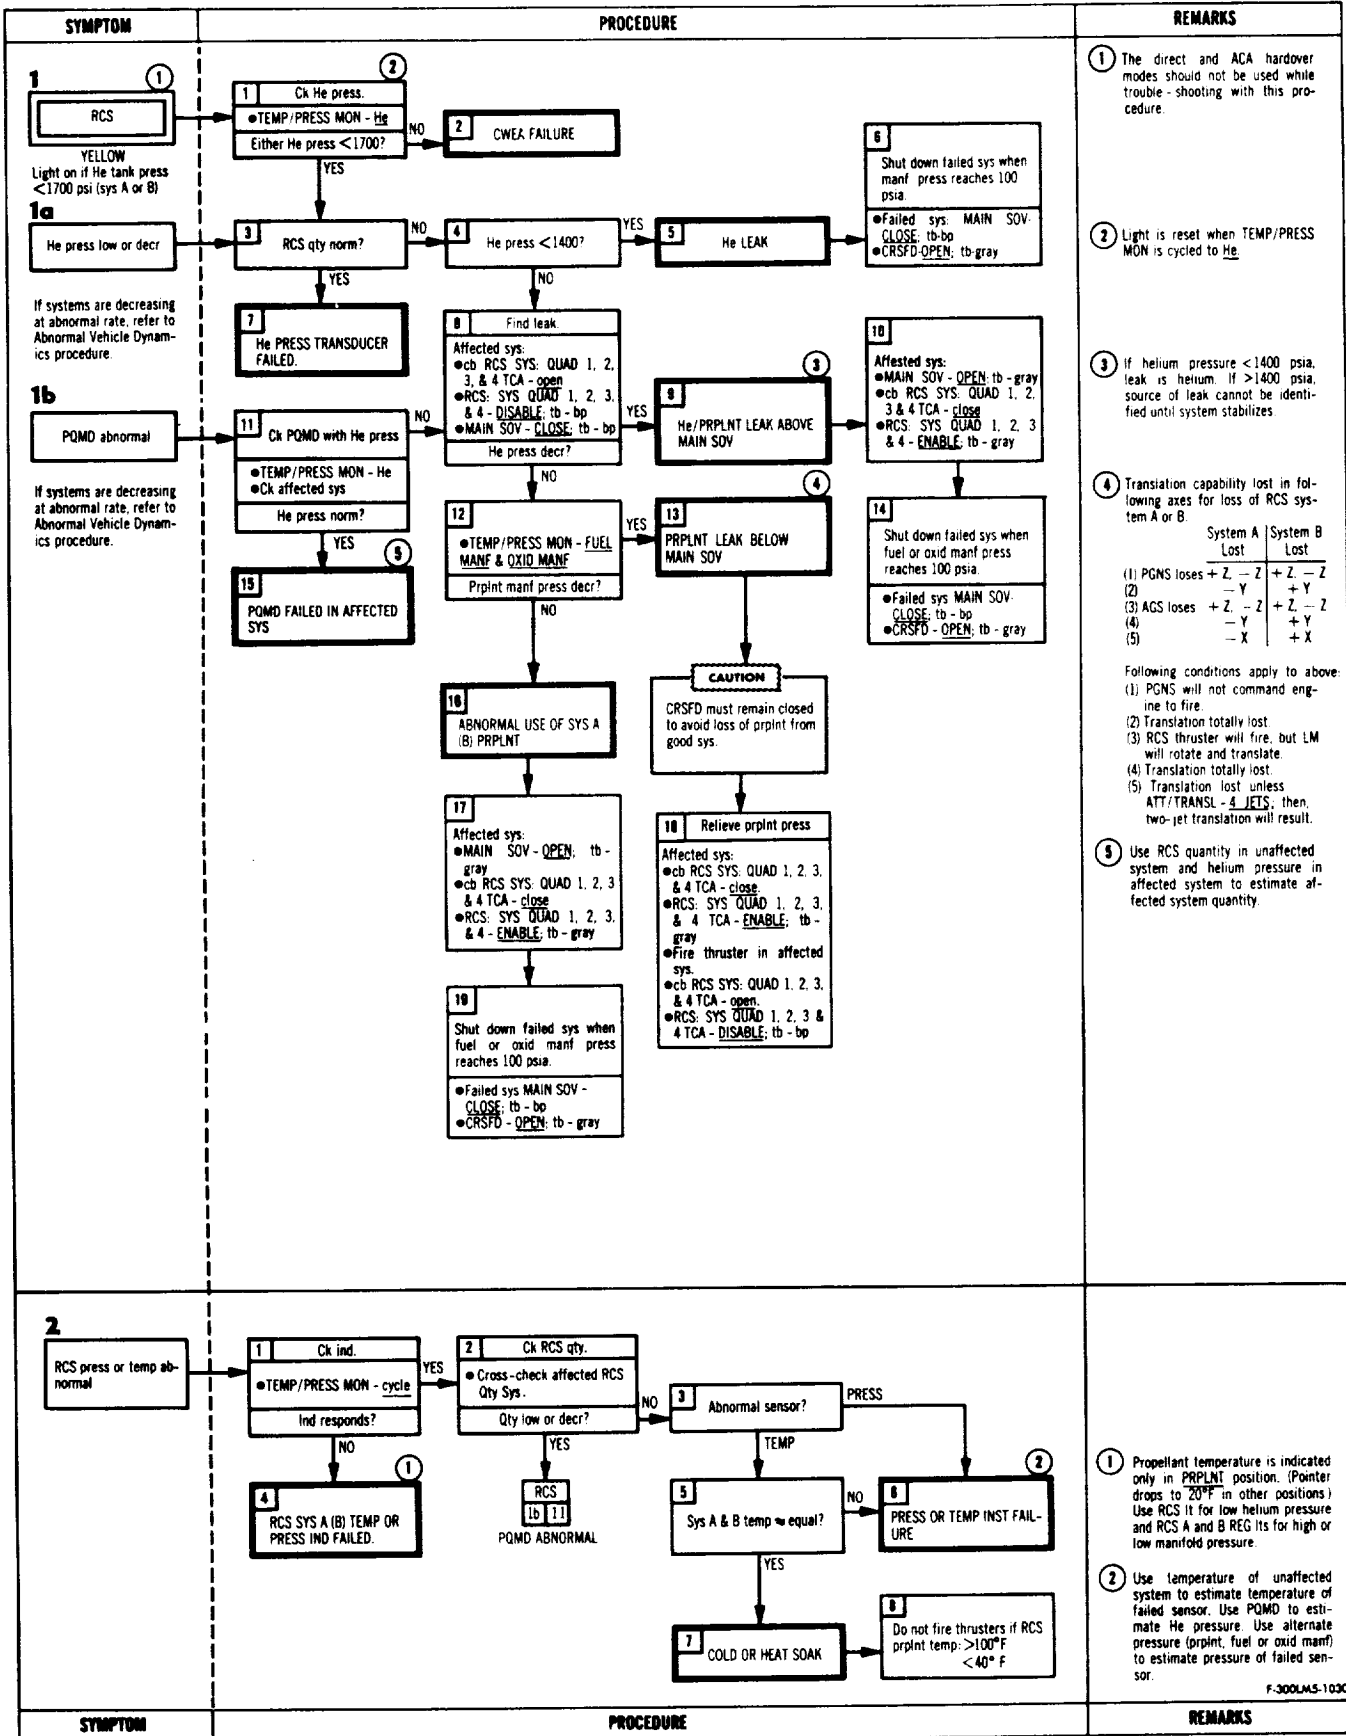 SYMPTOM
PROCEDURE
REMARKS
1
1
RCS
YELLOW
Light on if He tank press
<1700 psi (sys A or B)
1a
He press low or decr
If systems are decreasing
at abnormal rate, refer to
Abnormal Vehicle Dynam-
ics procedure.
1b
PQMD abnormal
If systems are decreasing
at abnormal rate, refer to
Abnormal Vehicle Dynam-
ics procedure.
2
1 Ck He press.
●TEMP/PRESS MON - He
Either He press <1700?
NO
YES
2 CWEA FAILURE
3 RCS qty norm?
NO
YES
4 He press <1400?
YES
NO
5 He LEAK
6
Shut down failed sys when
manf press reaches 100
psia.
●Failed sys: MAIN SOV-
CLOSE; tb-bp
●CRSFD-OPEN; tb-gray
7
He PRESS TRANSDUCER
FAILED.
8 Find leak.
Affected sys:
●cb RCS SYS: QUAD 1, 2,
3, & 4 TCA - open
●RCS: SYS QUAD 1, 2, 3,
& 4 - DISABLE; tb - bp
●MAIN SOV - CLOSE; tb - bp
He press decr?
YES
NO
3
9
He/PRPLNT LEAK ABOVE
MAIN SOV
10
Affested sys:
●MAIN SOV - OPEN; tb - gray
●cb RCS SYS: QUAD 1, 2,
3 & 4 TCA - close
●RCS: SYS QUAD 1, 2, 3
& 4 - ENABLE; tb - gray
11
Ck PQMD with He press
●TEMP/PRESS MON - He
●Ck affected sys
He press norm?
NO
YES
12
●TEMP/PRESS MON - FUEL
MANF & OXID MANF
Prplnt manf press decr?
YES
NO
4
13
PRPLNT LEAK BELOW
MAIN SOV
14
Shut down failed sys when
fuel or oxid manf press
reaches 100 psia.
●Failed sys MAIN SOV-
CLOSE; tb - bp
●CRSFD - OPEN; tb - gray
5
15
PQMD FAILED IN AFFECTED
SYS
16
ABNORMAL USE OF SYS A
(B) PRPLNT
CAUTION
CRSFD must remain closed
to avoid loss of prplnt from
good sys.
17
Affected sys:
●MAIN SOV - OPEN; tb -
gray
●cb RCS SYS: QUAD 1, 2, 3
& 4 TCA - close
●RCS: SYS QUAD 1, 2, 3,
& 4 - ENABLE; tb - gray
18 Relieve prplnt press
Affected sys:
●cb RCS SYS: QUAD 1, 2, 3,
& 4 TCA - close.
●RCS: SYS QUAD 1, 2, 3,
& 4 TCA - ENABLE; tb -
gray
●Fire thruster in affected
sys.
●cb RCS SYS: QUAD 1, 2, 3,
& 4 TCA - open.
●RCS: SYS QUAD 1, 2, 3 &
4 TCA - DISABLE; tb - bp
19
Shut down failed sys when
fuel or oxid manf press
reaches 100 psia.
●Failed sys MAIN SOV -
CLOSE; tb - bp
●CRSFD - OPEN; tb - gray
1 The direct and ACA hardover
modes should not be used while
trouble - shooting with this pro-
cedure.
2 Light is reset when TEMP/PRESS
MON is cycled to He.
3 If helium pressure <1400 psia,
leak is helium. If >1400 psia,
source of leak cannot be identi-
fied until system stabilizes.
4 Translation capability lost in fol-
lowing axes for loss of RCS sys-
tem A or B.
System A System B
Lost Lost
(1) PGNS loses + Z, - Z + Z, - Z
(2) - Y + Y
(3) AGS loses + Z, - Z + Z, - Z
(4) - Y + Y
(5) - X + X
Following conditions apply to above:
(1) PGNS will not command eng-
ine to fire.
(2) Translation totally lost.
(3) RCS thruster will fire, but LM
will rotate and translate.
(4) Translation totally lost.
(5) Translation lost unless
ATT/TRANSL - 4 JETS; then,
two-jet translation will result.
5 Use RCS quantity in unaffected
system and helium pressure in
affected system to estimate af-
fected system quantity.
2
RCS press or temp ab-
normal
1 Ck ind.
●TEMP/PRESS MON - cycle
Ind responds?
YES
NO
2 Ck RCS qty.
● Cross-check affected RCS
Qty Sys.
Qty low or decr?
NO
YES
RCS
1b 11
PQMD ABNORMAL
3 Abnormal sensor?
PRESS
TEMP
1
4
RCS SYS A (B) TEMP OR
PRESS IND FAILED.
5
Sys A & B temp ≈ equal?
NO
YES
2
6
PRESS OR TEMP INST FAIL-
URE
7 COLD OR HEAT SOAK
8
Do not fire thrusters if RCS
prplnt temp: >100°F
<40° F
1 Propellant temperature is indicated
only in PRPLNT position. (Pointer
drops to 20°F in other positions.)
Use RCS lt for low helium pressure
and RCS A and B REG lts for high or
low manifold pressure.
2 Use temperature of unaffected
system to estimate temperature of
failed sensor. Use PQMD to esti-
mate He pressure. Use alternate
pressure (prplnt, fuel or oxid manf)
to estimate pressure of failed sen-
sor.
F-300LM5-1030
SYMPTOM
PROCEDURE
REMARKS